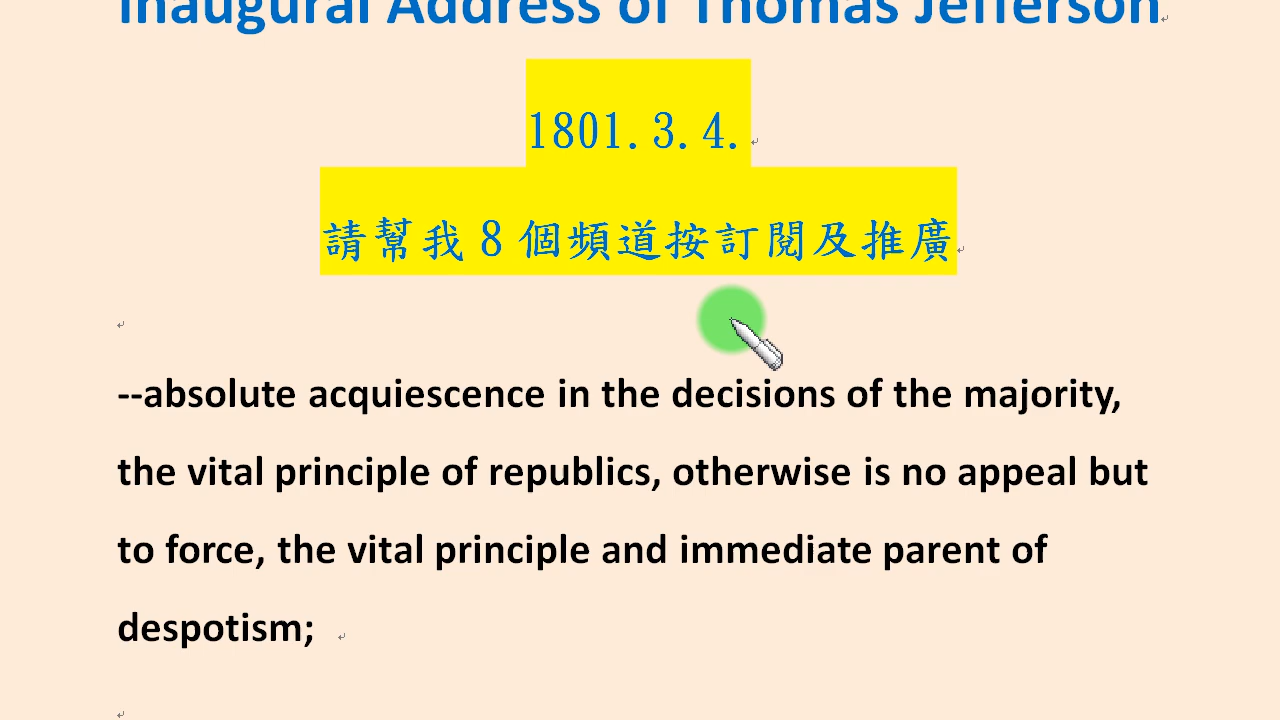 Inaugural Address of Thomas Jefferson
1801.3.4.
請幫我8個頻道按訂閱及推廣
--absolute acquiescence in the decisions of the majority,
the vital principle of republics, otherwise is no appeal but
to force, the vital principle and immediate parent of
despotism;